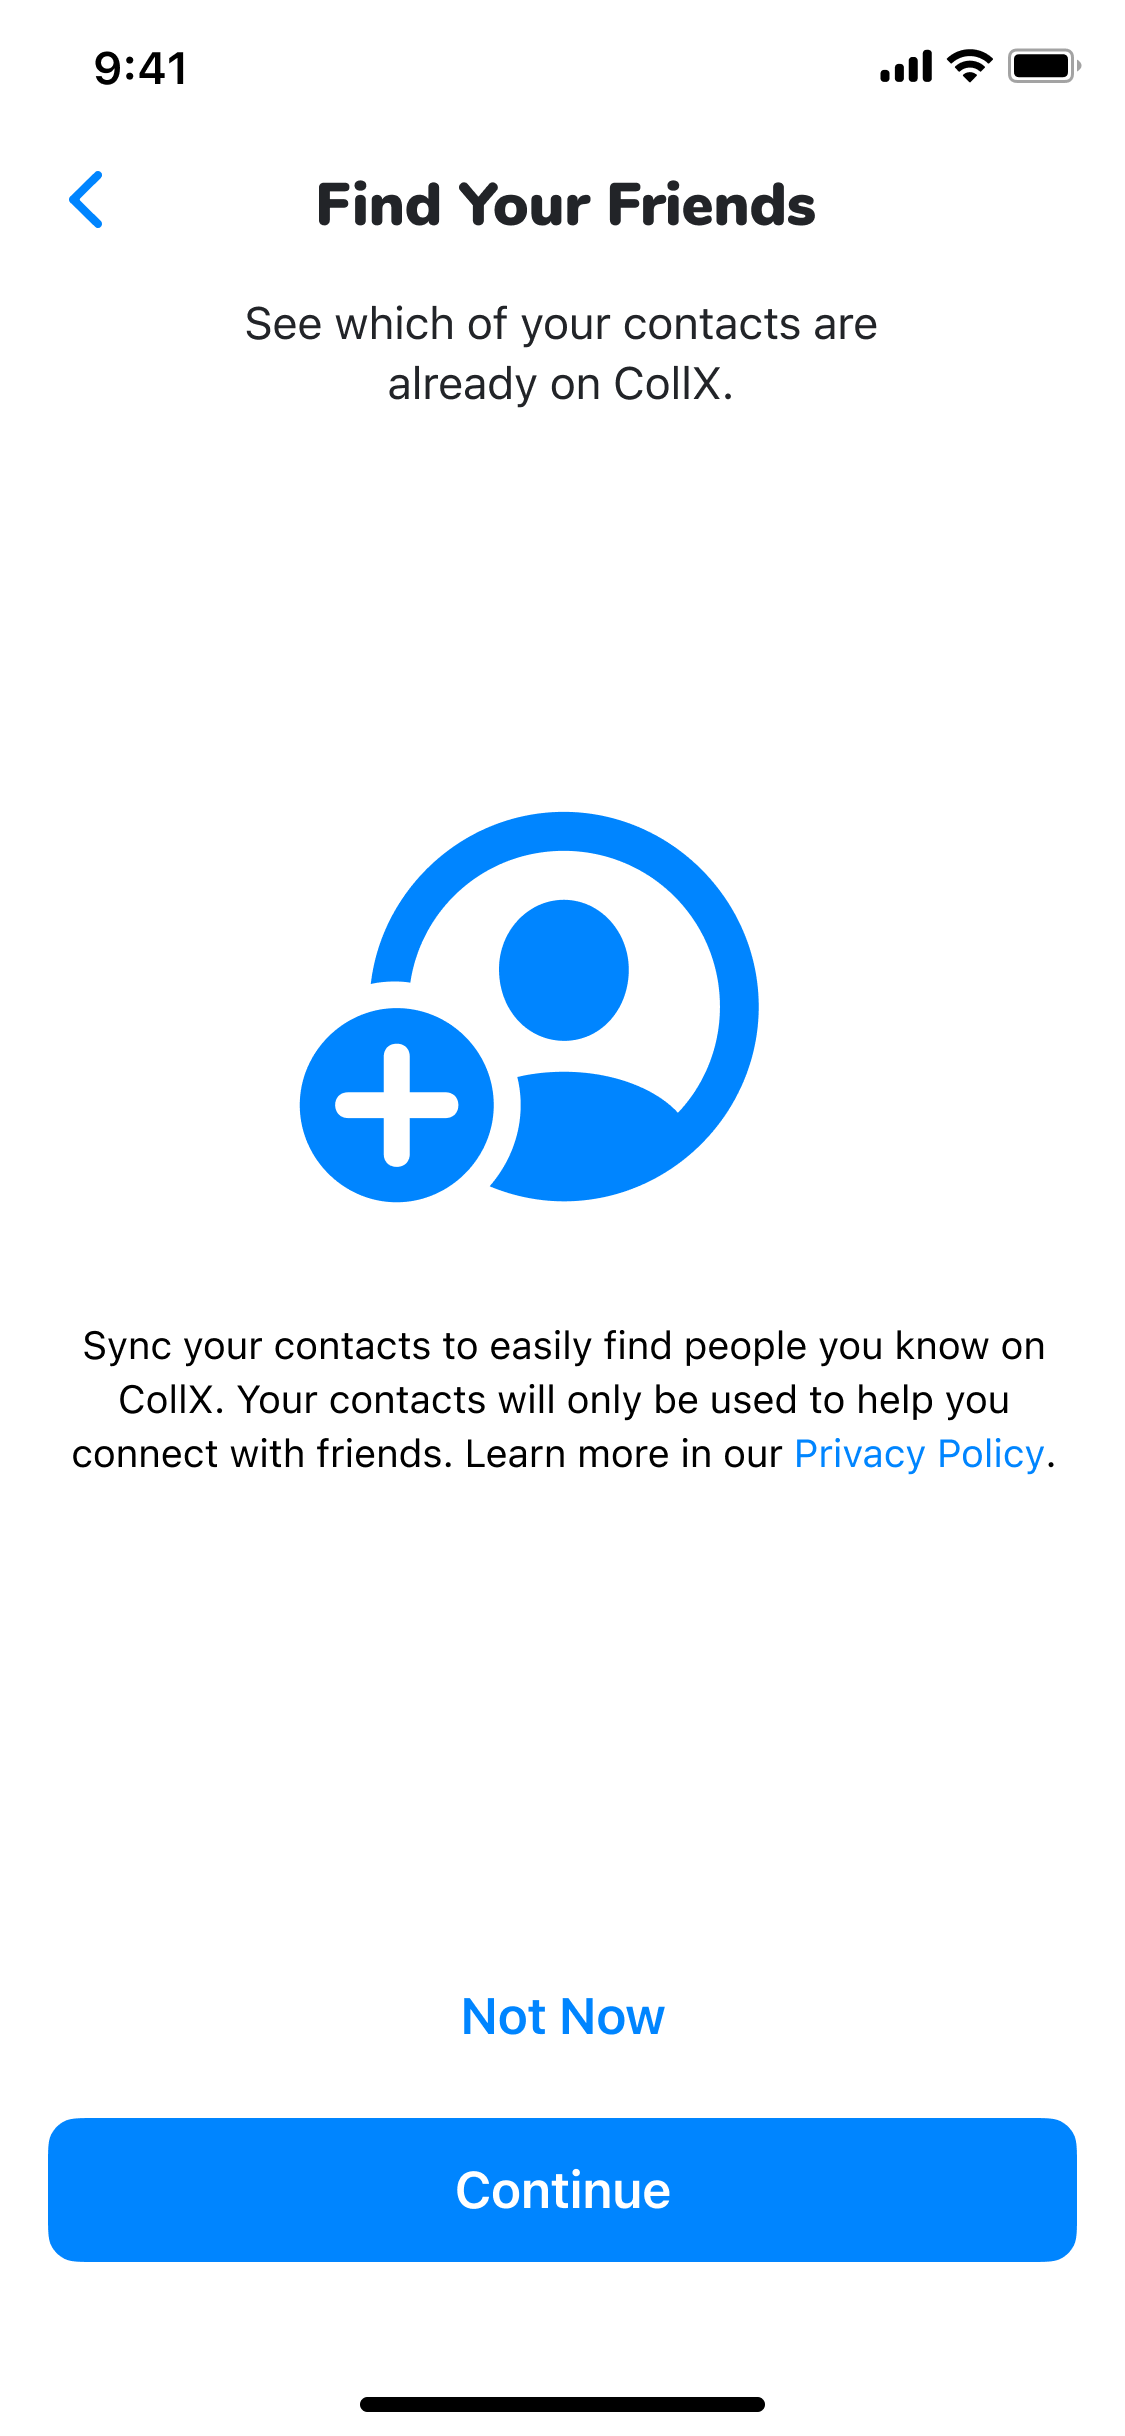 9:41
Find Your Friends
See which of your contacts are
already on CollX.
Sync your contacts to easily find people you know on
CollX. Your contacts will only be used to help you
connect with friends. Learn more in our Privacy Policy.
Not Now
Continue